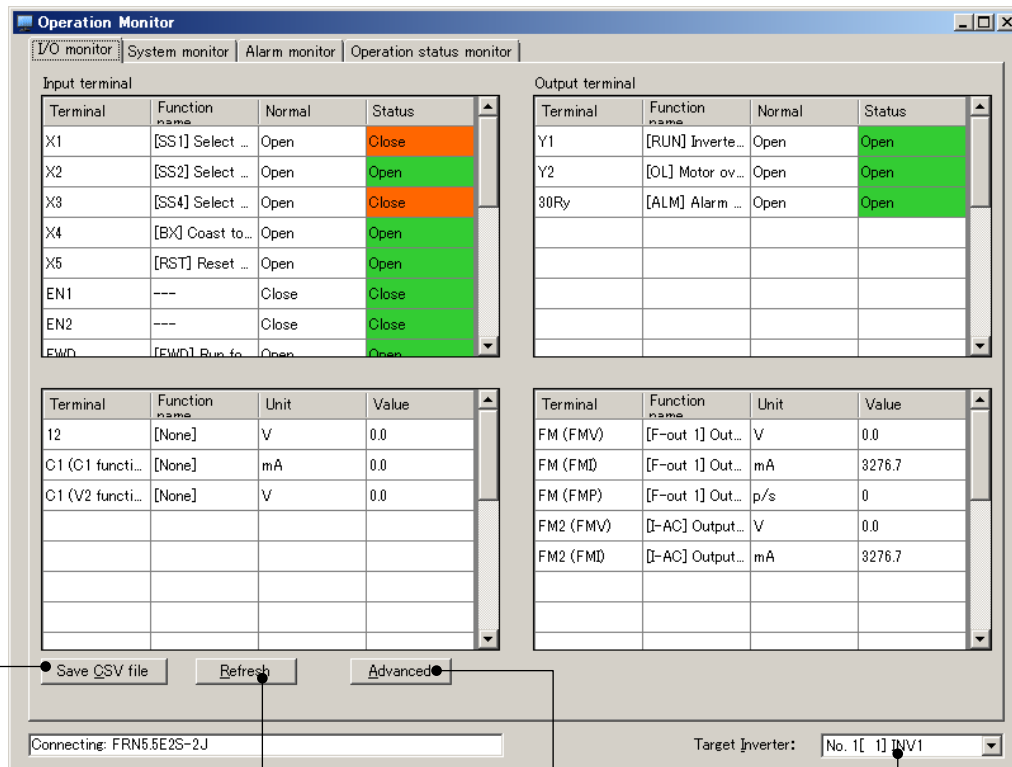 Operation Monitor
I/O monitor System monitor Alarm monitor Operation status monitor
Input terminal
Terminal Function name Normal Status
X1 [SS1] Select ... Open Close
X2 [SS2] Select ... Open Open
X3 [SS4] Select ... Open Close
X4 [BX] Coast to... Open Open
X5 [RST] Reset ... Open Open
EN1 --- Close Close
EN2 --- Close Close
FWD [FWD] Run fo... Open Open
Output terminal
Terminal Function name Normal Status
Y1 [RUN] Inverte... Open Open
Y2 [OL] Motor ov... Open Open
30Ry [ALM] Alarm ... Open Open
Terminal Function name Unit Value
12 [None] V 0.0
C1 (C1 functi... [None] mA 0.0
C1 (V2 functi... [None] V 0.0
Terminal Function name Unit Value
FM (FMV) [F-out 1] Out... V 0.0
FM (FMI) [F-out 1] Out... mA 3276.7
FM (FMP) [F-out 1] Out... p/s 0
FM2 (FMV) [I-AC] Output... V 0.0
FM2 (FMI) [I-AC] Output... mA 3276.7
Save CSV file Refresh Advanced
Connecting: FRN5.5E2S-2J
Target Inverter: No. 1[ 1] INV1